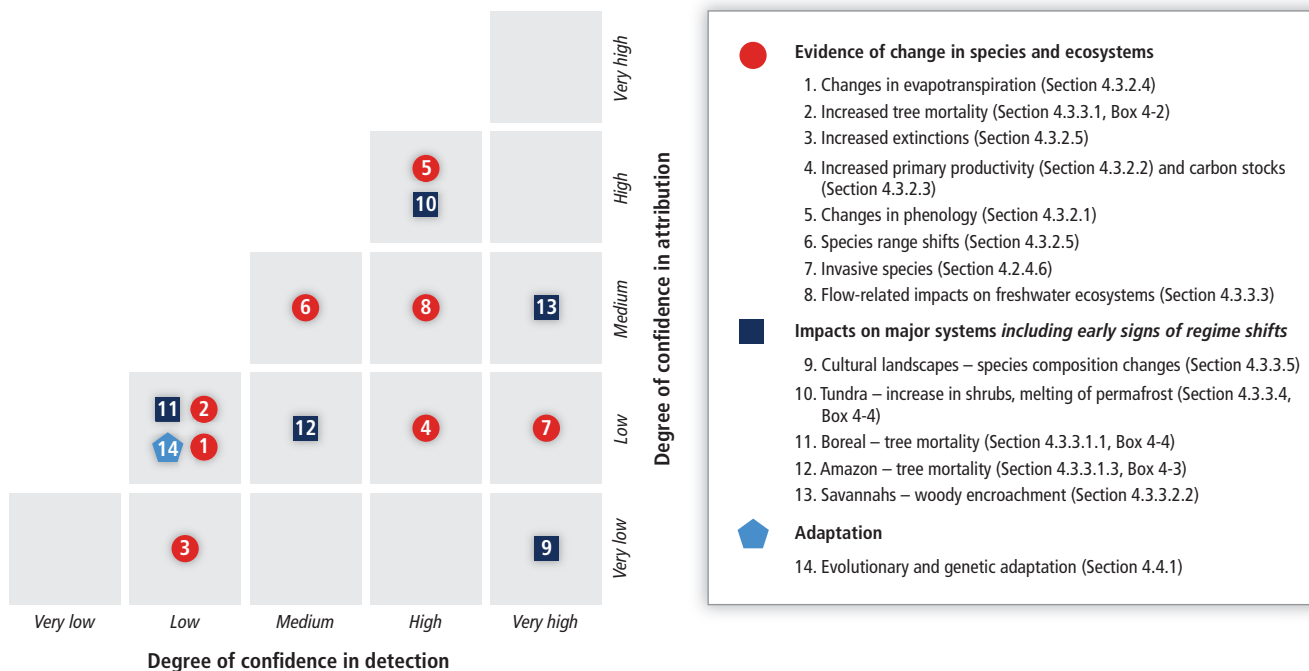 Very high
High
5
10
Medium
6
8
13
Low
11
2
14
1
12
4
7
Very low
3
9
Degree of confidence in attribution
Very low
Low
Medium
High
Very high
Degree of confidence in detection
Evidence of change in species and ecosystems
1. Changes in evapotranspiration (Section 4.3.2.4)
2. Increased tree mortality (Section 4.3.3.1, Box 4-2)
3. Increased extinctions (Section 4.3.2.5)
4. Increased primary productivity (Section 4.3.2.2) and carbon stocks
(Section 4.3.2.3)
5. Changes in phenology (Section 4.3.2.1)
6. Species range shifts (Section 4.3.2.5)
7. Invasive species (Section 4.2.4.6)
8. Flow-related impacts on freshwater ecosystems (Section 4.3.3.3)
Impacts on major systems including early signs of regime shifts
9. Cultural landscapes – species composition changes (Section 4.3.3.5)
10. Tundra – increase in shrubs, melting of permafrost (Section 4.3.3.4,
Box 4-4)
11. Boreal – tree mortality (Section 4.3.3.1.1, Box 4-4)
12. Amazon – tree mortality (Section 4.3.3.1.3, Box 4-3)
13. Savannahs – woody encroachment (Section 4.3.3.2.2)
Adaptation
14. Evolutionary and genetic adaptation (Section 4.4.1)